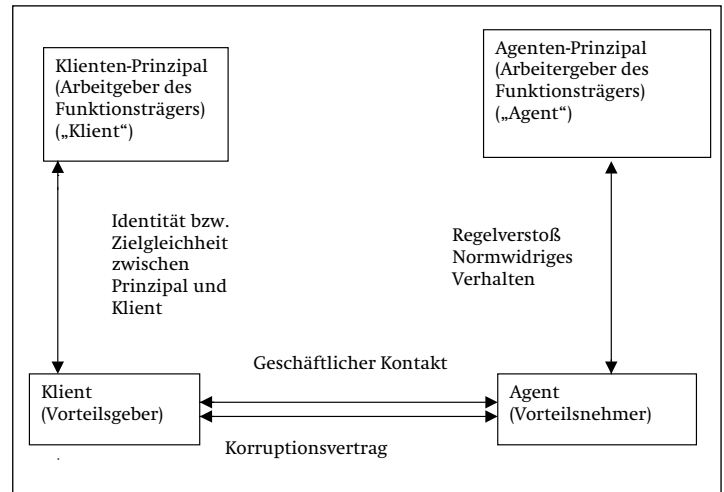 Klienten-Prinzipal
(Arbeitgeber des
Funktionsträgers)
(„Klient“)
Agenten-Prinzipal
(Arbeitergeber des
Funktionsträgers)
(„Agent“)
Identität bzw.
Zielgleichheit
zwischen
Prinzipal und
Klient
Regelverstoß
Normwidriges
Verhalten
Geschäftlicher Kontakt
Klient
(Vorteilsgeber)
Agent
(Vorteilsnehmer)
Korruptionsvertrag